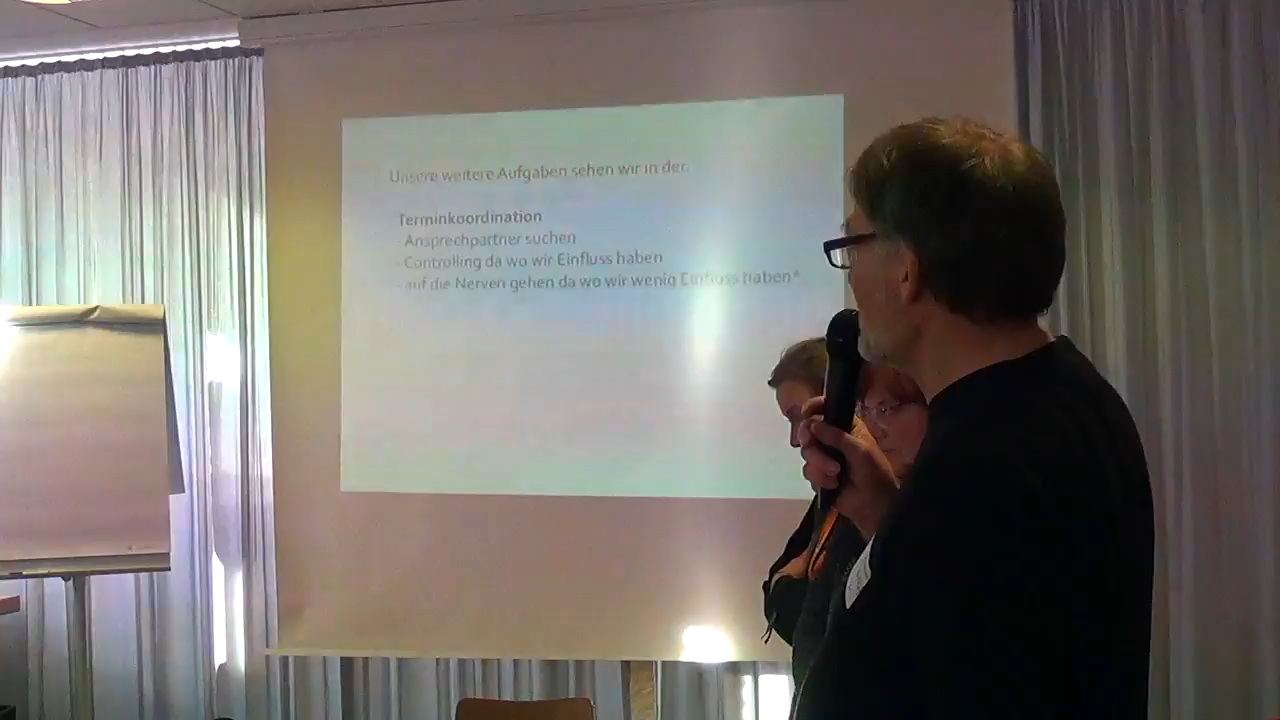 Unsere weitere Aufgaben sehen wir in der:
Terminkoordination
- Ansprechpartner suchen
- Controlling da wo wir Einfluss haben
- auf die Nerven gehen da wo wir wenig Einfluss haben*